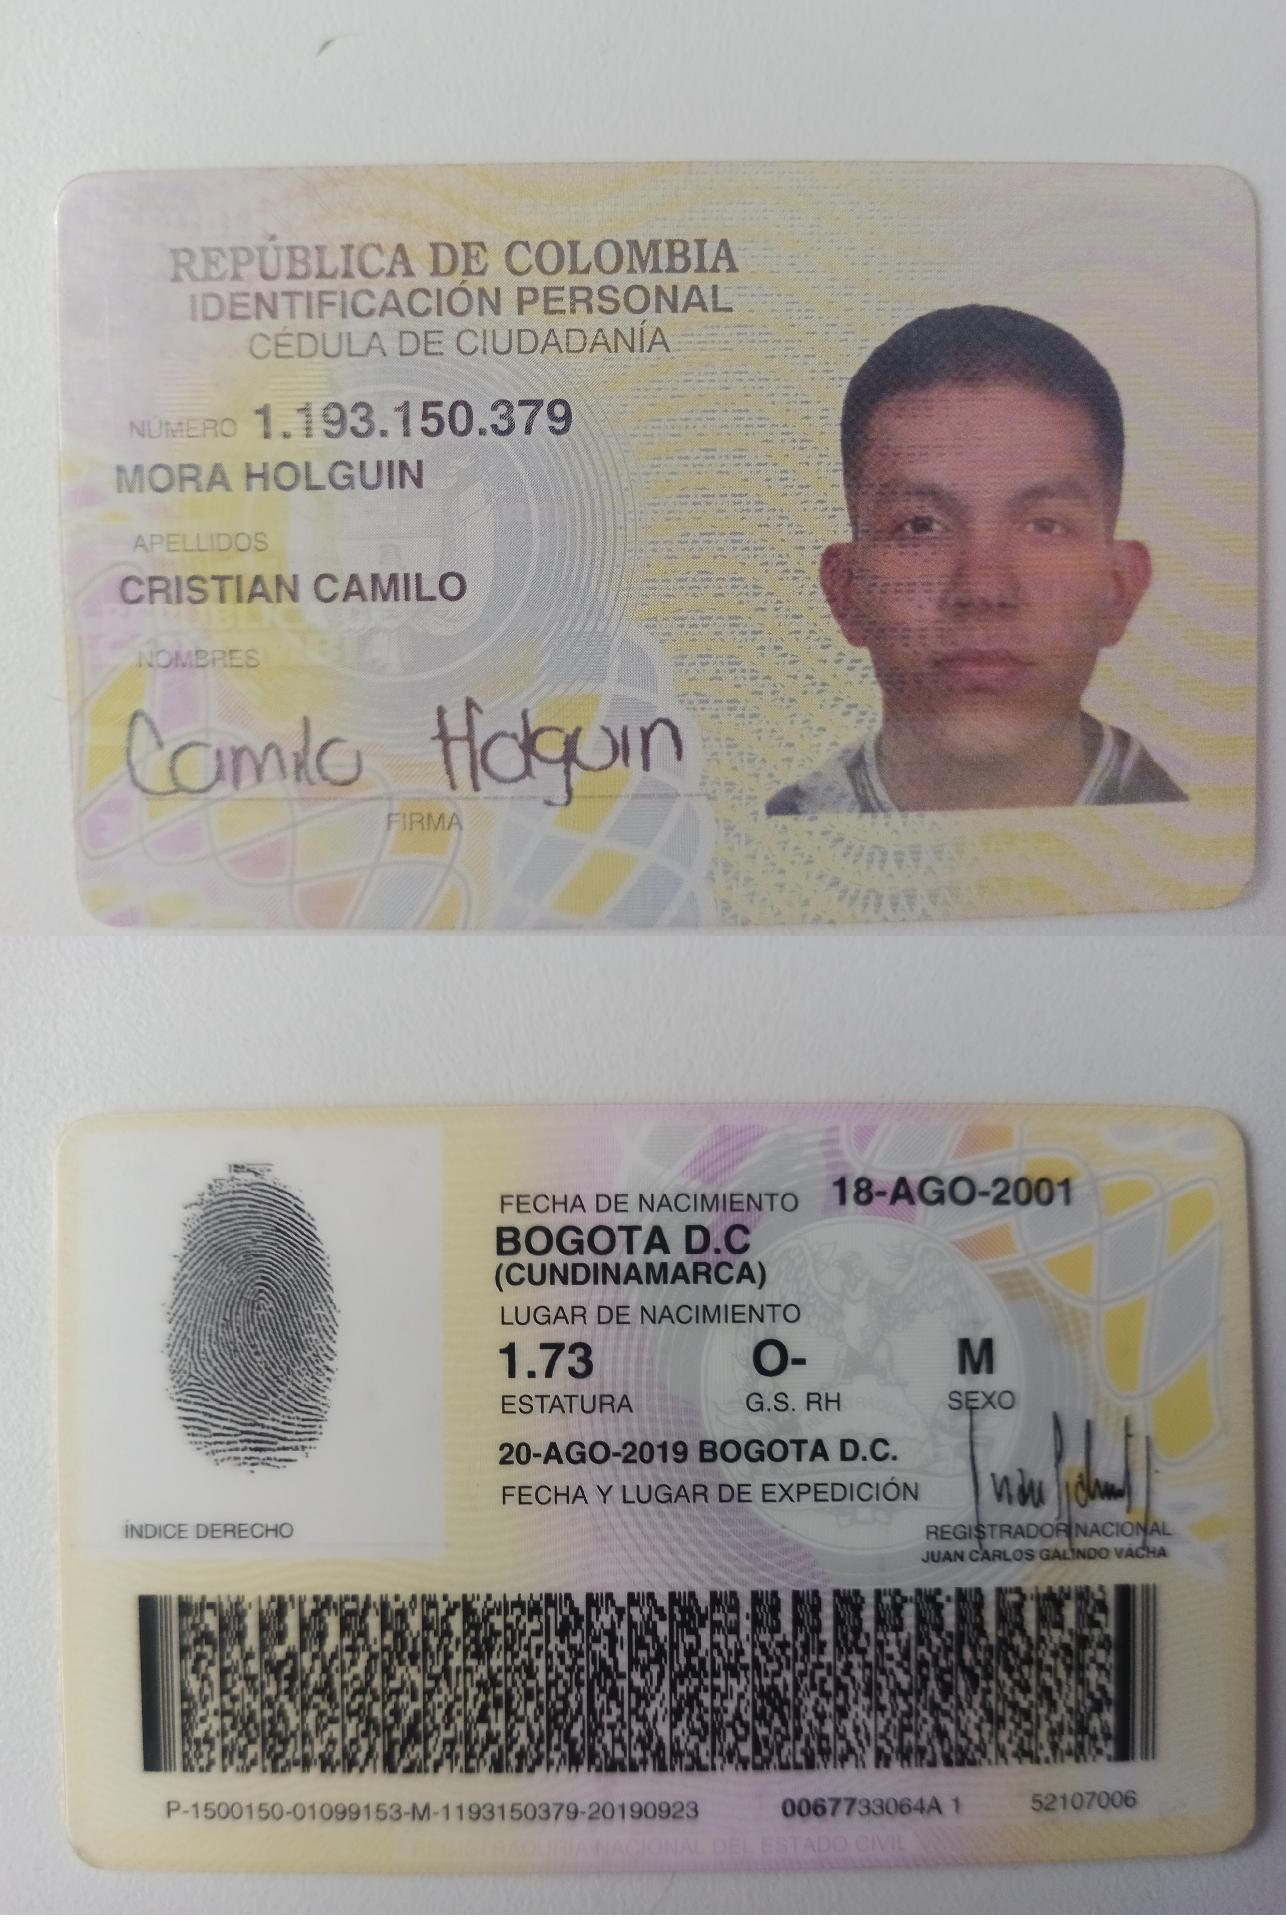 REPÚBLICA DE COLOMBIA
IDENTIFICACIÓN PERSONAL
CÉDULA DE CIUDADANÍA
NÚMERO 1.193.150.379
MORA HOLGUIN
APELLIDOS
CRISTIAN CAMILO
NOMBRES
Camilo Holguin
FIRMA
FECHA DE NACIMIENTO 18-AGO-2001
BOGOTA D.C
(CUNDINAMARCA)
LUGAR DE NACIMIENTO
1.73 O- M
ESTATURA G.S. RH SEXO
20-AGO-2019 BOGOTA D.C.
FECHA Y LUGAR DE EXPEDICIÓN
ÍNDICE DERECHO
REGISTRADOR NACIONAL
JUAN CARLOS GALINDO VÁCHA
P-1500150-01099153-M-1193150379-20190923 0067733064A 1 52107006
REGISTRADURÍA NACIONAL DEL ESTADO CIVIL